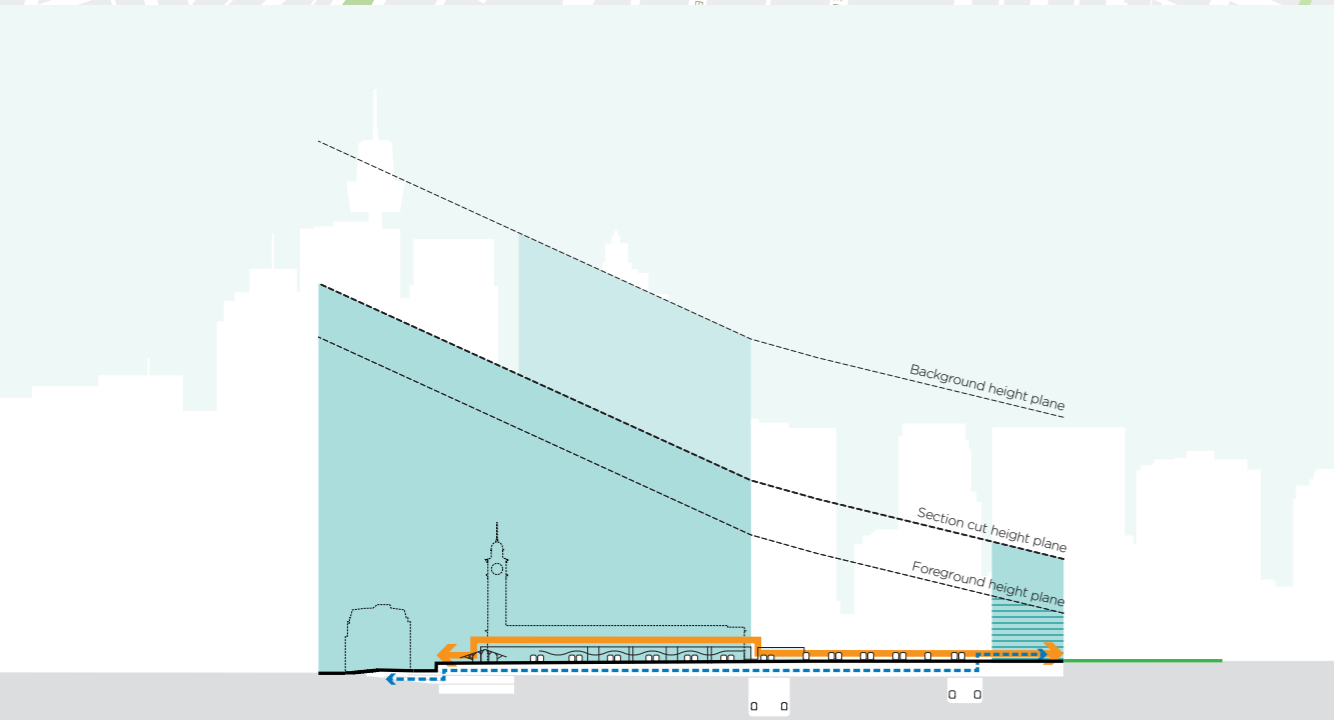 Background height plane
Section cut height plane
Foreground height plane